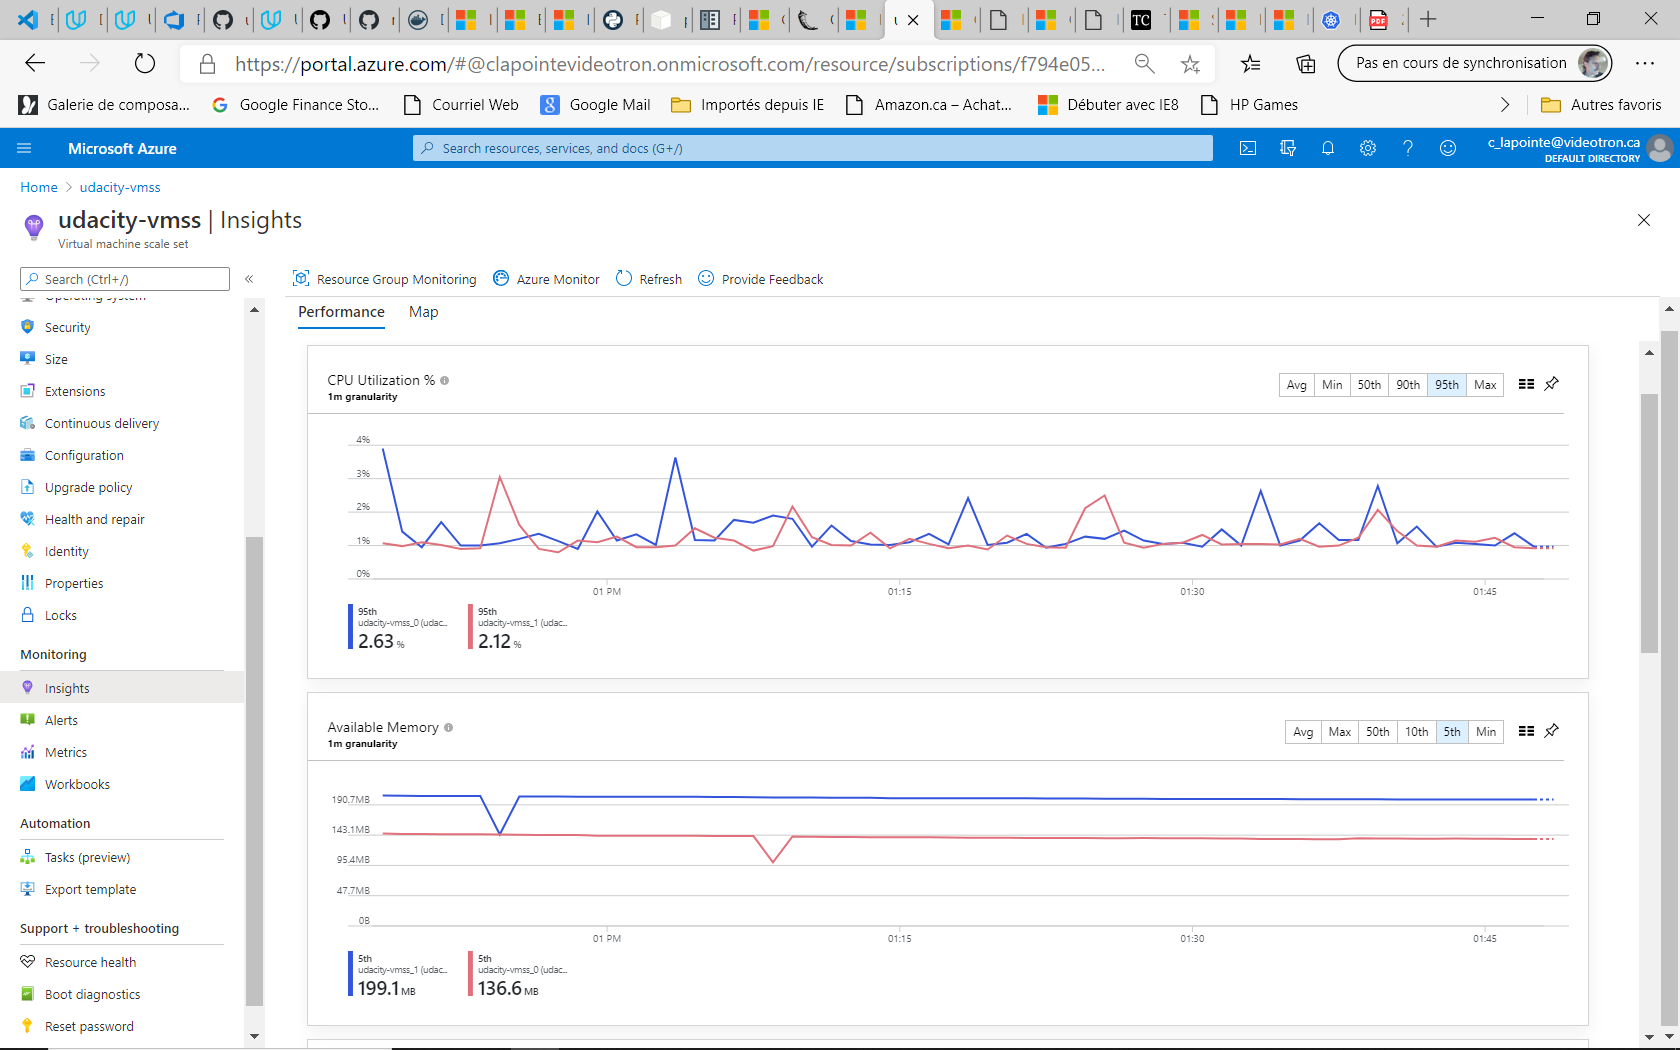 https://portal.azure.com/#@clapointevideotron.onmicrosoft.com/resource/subscriptions/f794e05...
Pas en cours de synchronisation
Galerie de composa...
Google Finance Sto...
Courriel Web
Google Mail
Importés depuis IE
Amazon.ca – Achat...
Débuter avec IE8
HP Games
Autres favoris
Microsoft Azure
Search resources, services, and docs (G+/)
c_lapointe@videotron.ca
DEFAULT DIRECTORY
Home > udacity-vmss
udacity-vmss | Insights
Virtual machine scale set
Search (Ctrl+/)
«
Resource Group Monitoring
Azure Monitor
Refresh
Provide Feedback
Operating system
Security
Size
Extensions
Continuous delivery
Configuration
Upgrade policy
Health and repair
Identity
Properties
Locks
Monitoring
Insights
Alerts
Metrics
Workbooks
Automation
Tasks (preview)
Export template
Support + troubleshooting
Resource health
Boot diagnostics
Reset password
Performance
Map
CPU Utilization %
1m granularity
Avg Min 50th 90th 95th Max
4%
3%
2%
1%
0%
01 PM 01:15 01:30 01:45
95th
udacity-vmss_0 (udac...
2.63 %
95th
udacity-vmss_1 (udac...
2.12 %
Available Memory
1m granularity
Avg Max 50th 10th 5th Min
190.7MB
143.1MB
95.4MB
47.7MB
0B
01 PM 01:15 01:30 01:45
5th
udacity-vmss_1 (udac...
199.1 MB
5th
udacity-vmss_0 (udac...
136.6 MB